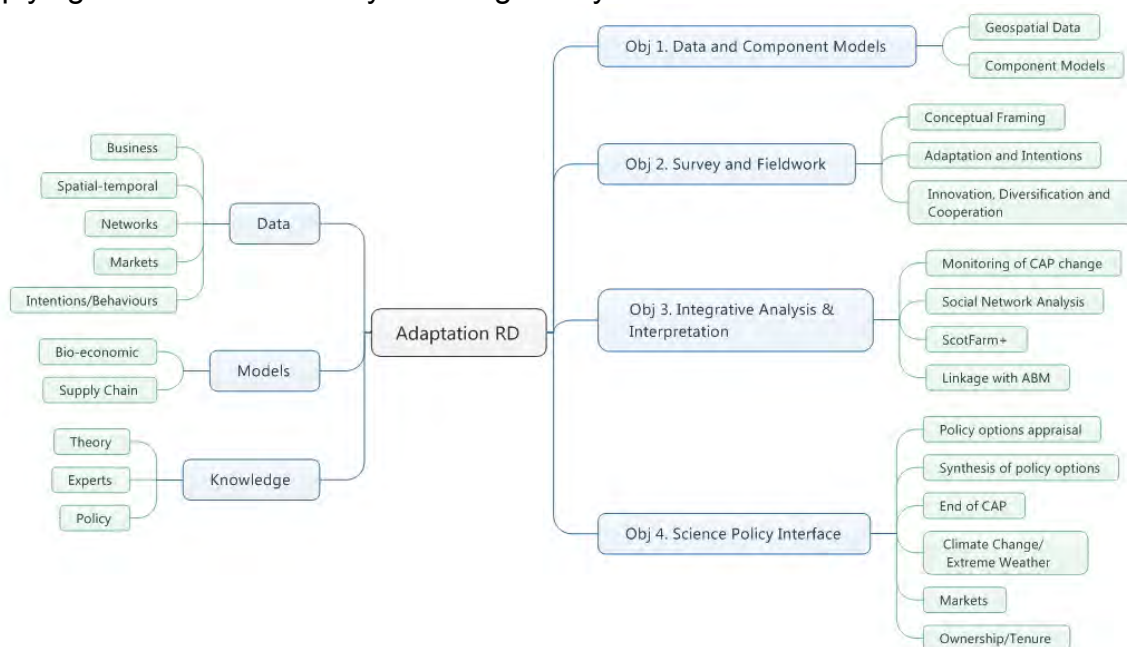 Business
Spatial-temporal
Networks
Markets
Intentions/Behaviours
Data
Bio-economic
Supply Chain
Models
Theory
Experts
Policy
Knowledge
Adaptation RD
Obj 1. Data and Component Models
Geospatial Data
Component Models
Obj 2. Survey and Fieldwork
Conceptual Framing
Adaptation and Intentions
Innovation, Diversification and
Cooperation
Obj 3. Integrative Analysis &
Interpretation
Monitoring of CAP change
Social Network Analysis
ScotFarm+
Linkage with ABM
Obj 4. Science Policy Interface
Policy options appraisal
Synthesis of policy options
End of CAP
Climate Change/
Extreme Weather
Markets
Ownership/Tenure